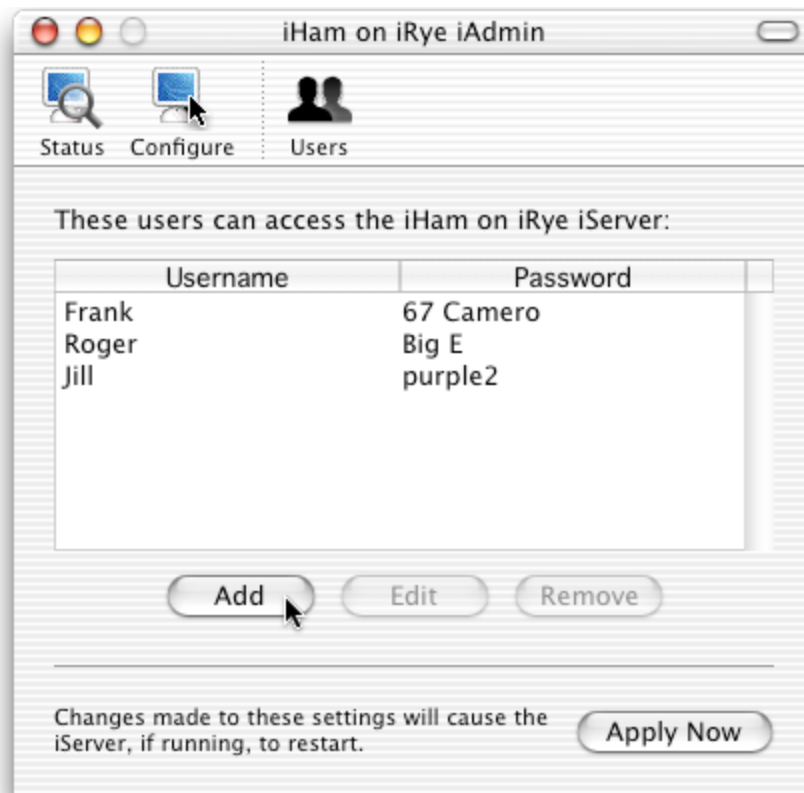 iHam on iRye iAdmin
Status Configure Users
These users can access the iHam on iRye iServer:
Username Password
Frank 67 Camero
Roger Big E
Jill purple2
Add Edit Remove
Changes made to these settings will cause the
iServer, if running, to restart.
Apply Now